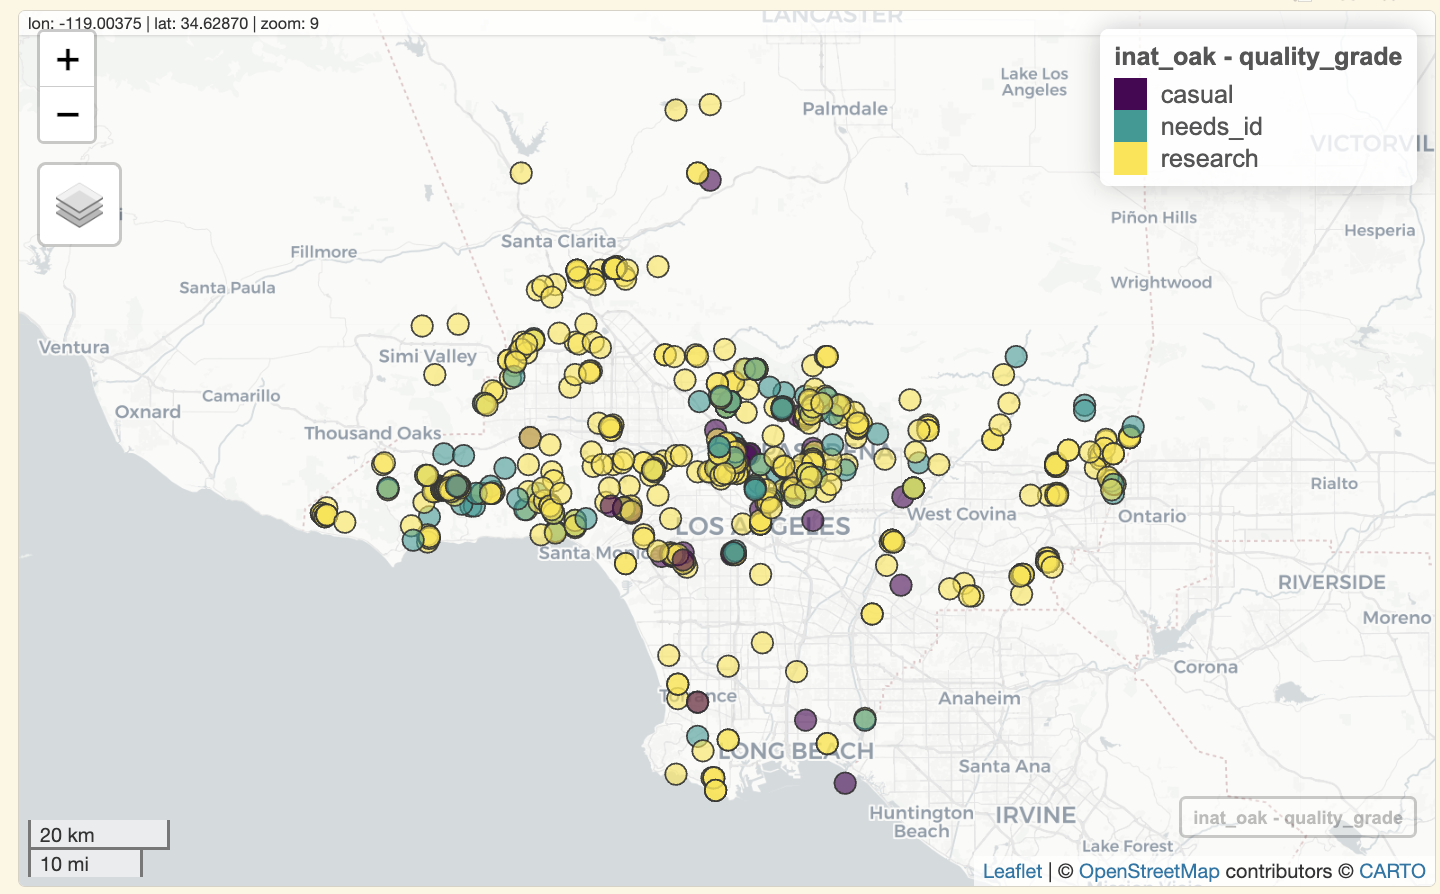 LANCASTER
lon: -119.00375 | lat: 34.62870 | zoom: 9
+
−
inat_oak - quality_grade
casual
needs_id
research
Lake Los
Angeles
Palmdale
VICTORVIL
Piñon Hills
Hesperia
Santa Clarita
Fillmore
Santa Paula
Wrightwood
Ventura
Simi Valley
Camarillo
Oxnard
Thousand Oaks
PASADENA
Rialto
West Covina
Ontario
LOS ANGELES
Santa Monic
RIVERSIDE
Moreno
Corona
Torrance
Anaheim
LONG BEACH
Santa Ana
Huntington
Beach
IRVINE
inat_oak - quality_grade
Lake Forest
20 km
10 mi
Leaflet | © OpenStreetMap contributors © CARTO